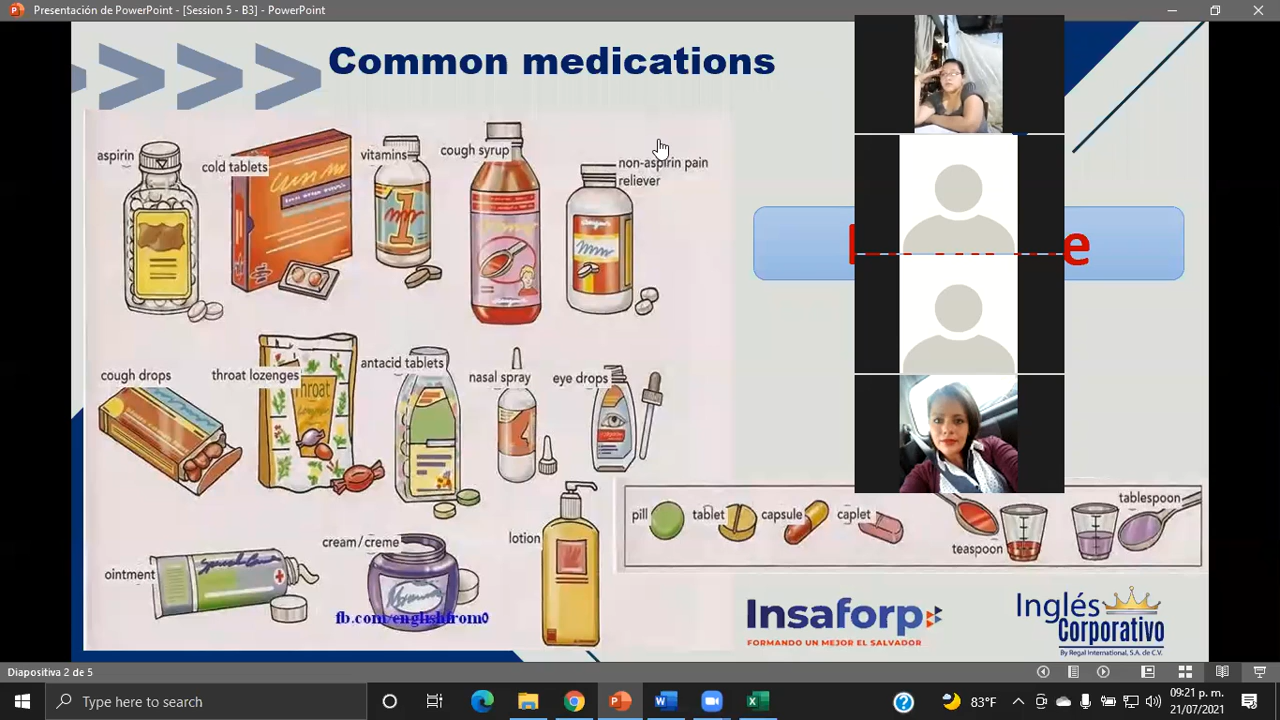 Presentación de PowerPoint - [Session 5 - B3] - PowerPoint
Common medications
aspirin
cold tablets
vitamins
cough syrup
non-aspirin pain
reliever
cough drops
throat lozenges
Throat
antacid tablets
nasal spray
eye drops
ointment
cream/creme
lotion
fb.com/englishfrom0
pill
tablet
capsule
caplet
teaspoon
tablespoon
Insaforp
FORMANDO UN MEJOR EL SALVADOR
Inglés
Corporativo
By Regal International, S.A. de C.V.
Diapositiva 2 de 5
Type here to search
83°F
09:21 p. m.
21/07/2021